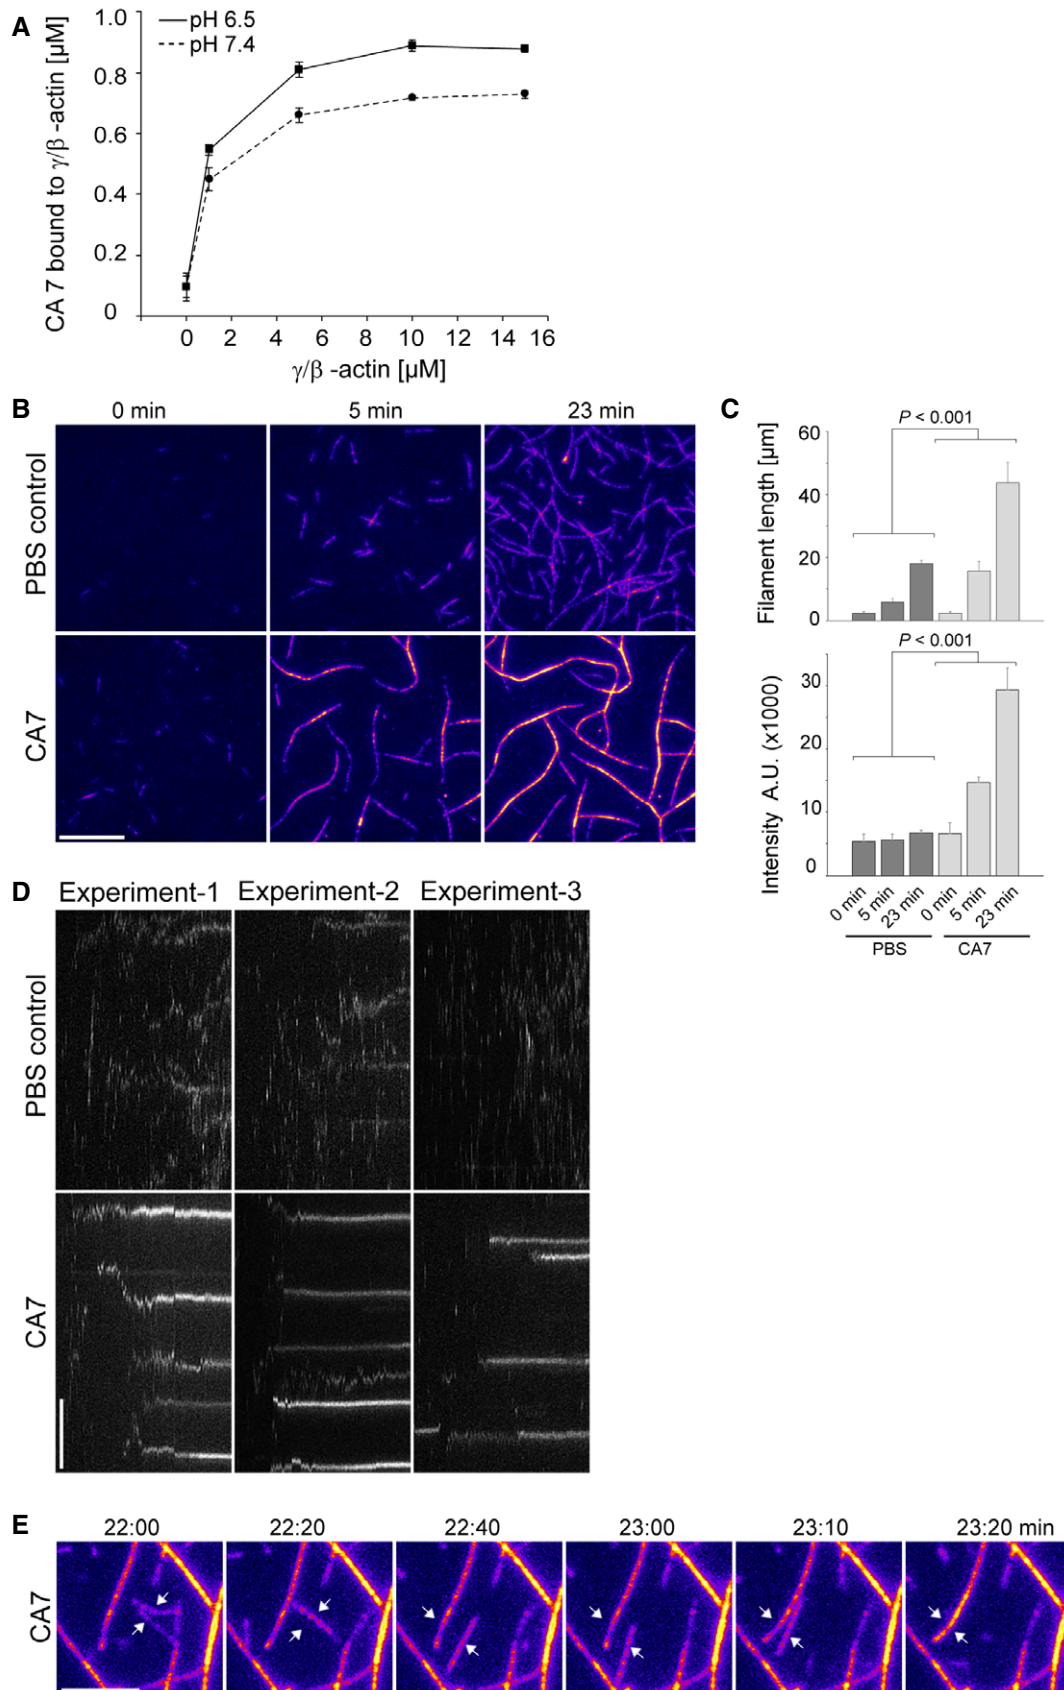 A
CA 7 bound to γ/β -actin [µM]
1.0
0.8
0.6
0.4
0.2
0
pH 6.5
pH 7.4
0 2 4 6 8 10 12 14 16
γ/β -actin [µM]
B
0 min 5 min 23 min
PBS control
CA7
C
P < 0.001
Filament length [µm]
60
40
20
0
P < 0.001
Intensity A.U. (x1000)
30
20
10
0
0 min 5 min 23 min 0 min 5 min 23 min
PBS CA7
D
Experiment-1 Experiment-2 Experiment-3
PBS control
CA7
E
22:00 22:20 22:40 23:00 23:10 23:20 min
CA7